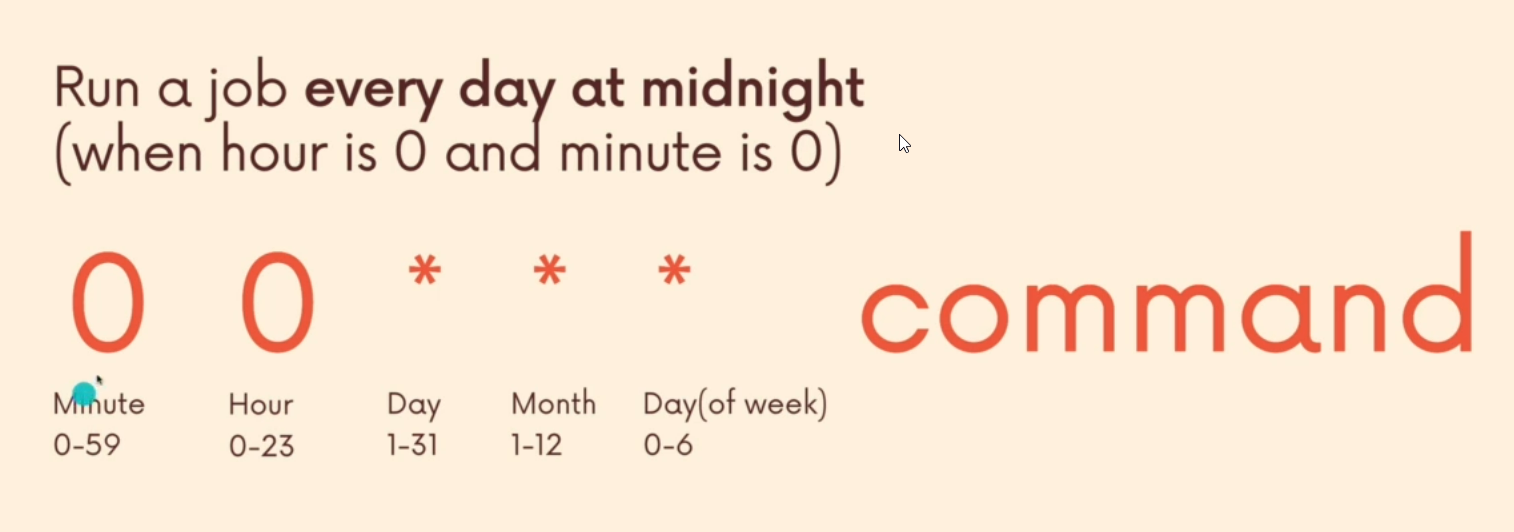 Run a job every day at midnight
(when hour is 0 and minute is 0)
0 0 * * * command
Minute Hour Day Month Day(of week)
0-59 0-23 1-31 1-12 0-6